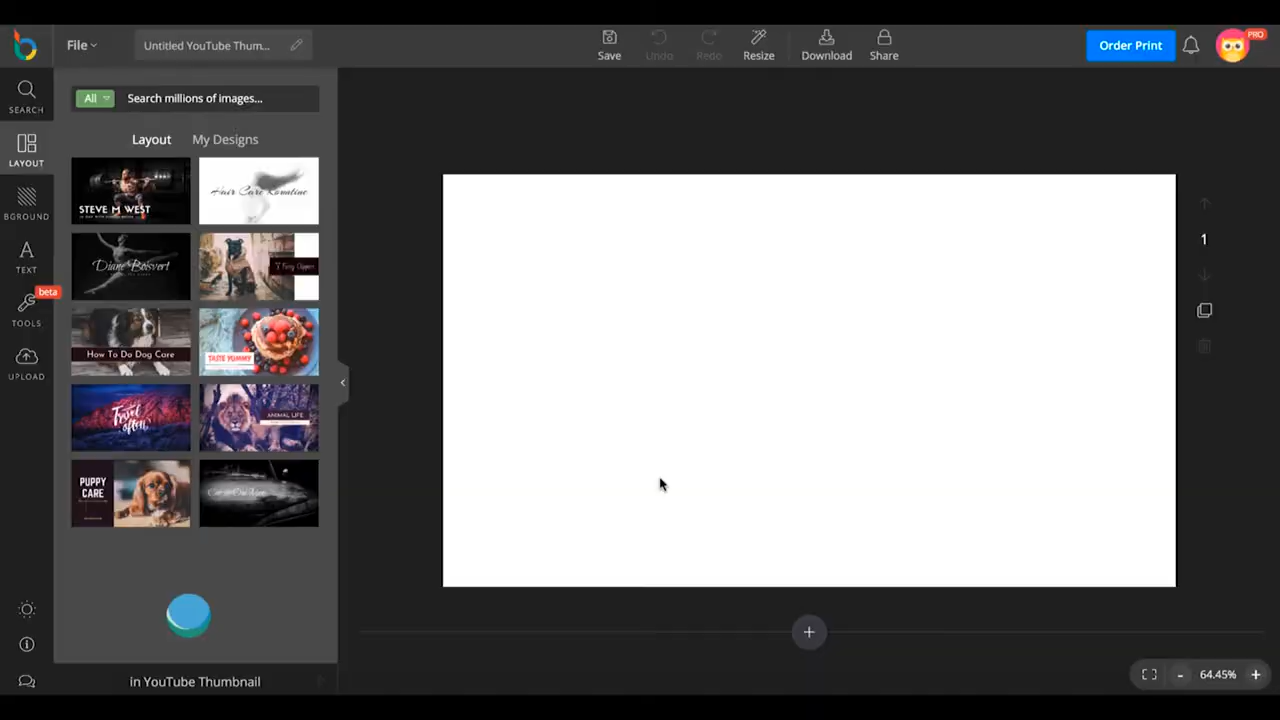 File
Untitled YouTube Thum...
Save
Undo
Redo
Resize
Download
Share
Order Print
PRO
SEARCH
LAYOUT
BGROUND
TEXT
beta
TOOLS
UPLOAD
All
Search millions of images...
Layout
My Designs
STEVE M WEST
Hair Care Romaline
Diane Boisvert
How To Do Dog Care
TASTE YUMMY
Travel often
ANIMAL LIFE
PUPPY
CARE
in YouTube Thumbnail
1
- 64.45% +